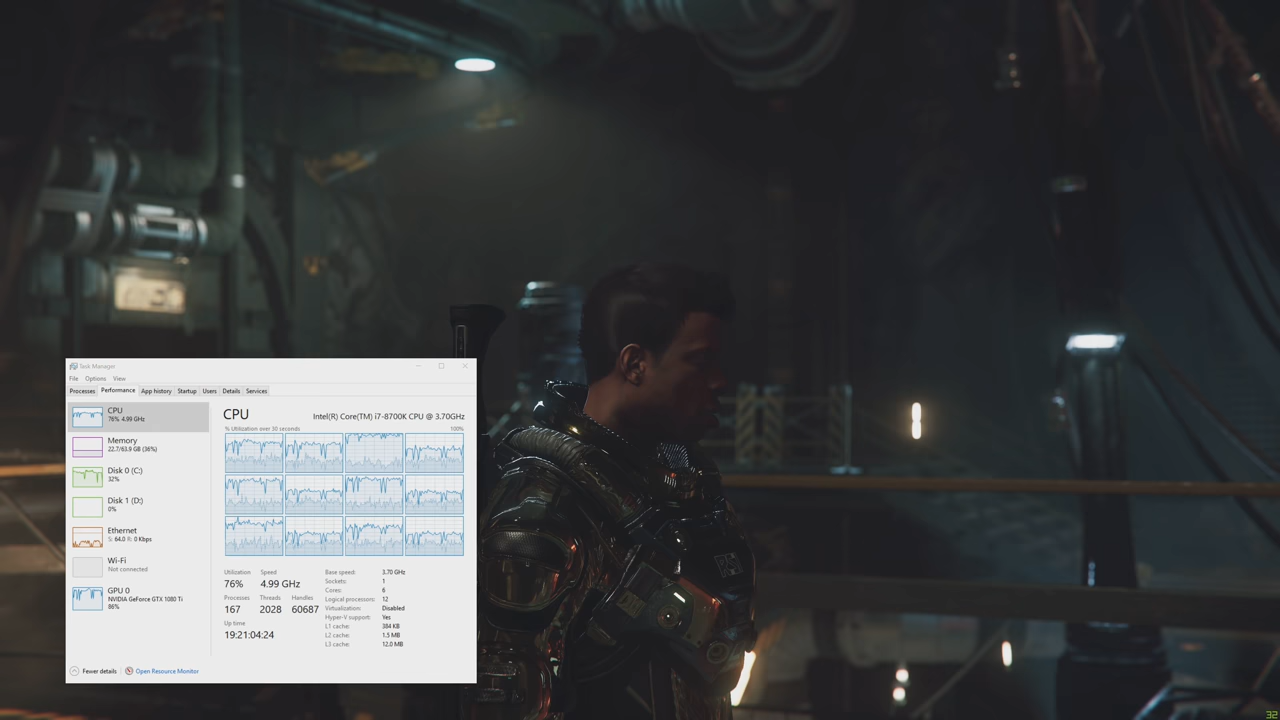 Task Manager
File Options View
Processes Performance App history Startup Users Details Services
CPU
76% 4.99 GHz
Memory
22.7/63.9 GB (36%)
Disk 0 (C:)
32%
Disk 1 (D:)
0%
Ethernet
S: 64.0 R: 0 Kbps
Wi-Fi
Not connected
GPU 0
NVIDIA GeForce GTX 1080 Ti
86%
CPU
Intel(R) Core(TM) i7-8700K CPU @ 3.70GHz
% Utilization over 30 seconds
100%
Utilization Speed
76% 4.99 GHz
Processes Threads Handles
167 2028 60687
Up time
19:21:04:24
Base speed: 3.70 GHz
Sockets: 1
Cores: 6
Logical processors: 12
Virtualization: Disabled
Hyper-V support: Yes
L1 cache: 384 KB
L2 cache: 1.5 MB
L3 cache: 12.0 MB
Fewer details
Open Resource Monitor
32